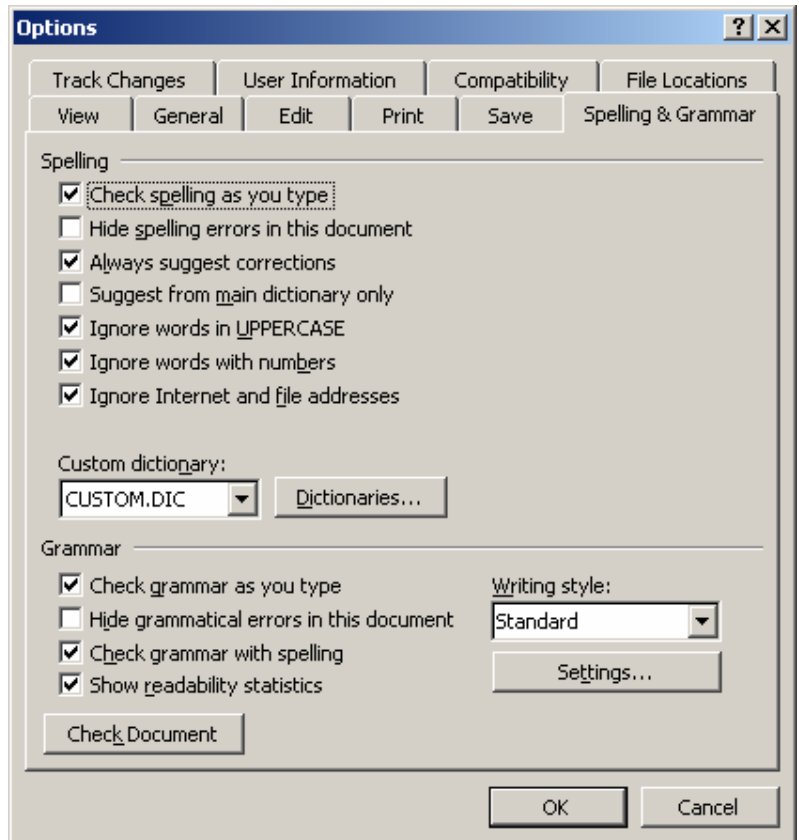 Options
Track Changes User Information Compatibility File Locations
View General Edit Print Save Spelling & Grammar
Spelling
Check spelling as you type
Hide spelling errors in this document
Always suggest corrections
Suggest from main dictionary only
Ignore words in UPPERCASE
Ignore words with numbers
Ignore Internet and file addresses
Custom dictionary:
CUSTOM.DIC Dictionaries...
Grammar
Check grammar as you type Writing style:
Hide grammatical errors in this document Standard
Check grammar with spelling
Show readability statistics Settings...
Check Document
OK Cancel